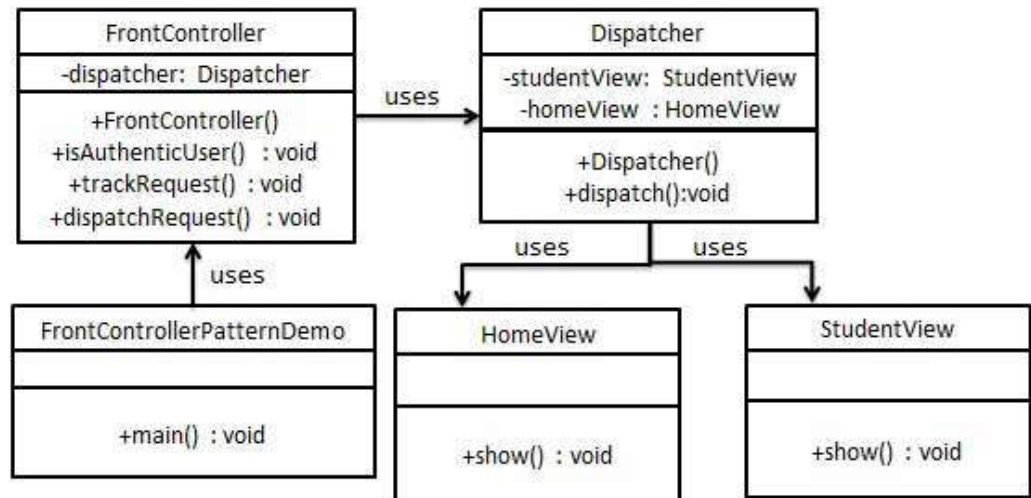 FrontController
-dispatcher: Dispatcher
+FrontController()
+isAuthenticUser() : void
+trackRequest() : void
+dispatchRequest() : void
uses
Dispatcher
-studentView: StudentView
-homeView : HomeView
+Dispatcher()
+dispatch():void
uses
uses
uses
FrontControllerPatternDemo
+main() : void
HomeView
+show() : void
StudentView
+show() : void